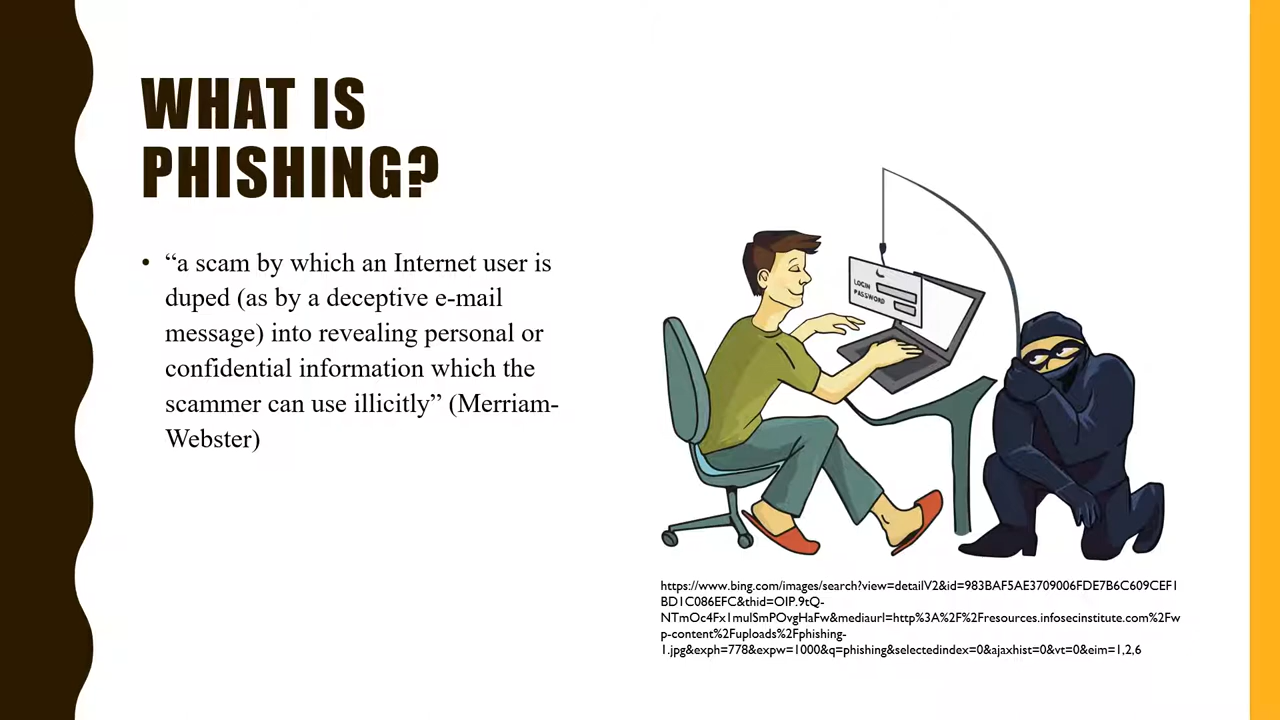 WHAT IS
PHISHING?
• “a scam by which an Internet user is
duped (as by a deceptive e-mail
message) into revealing personal or
confidential information which the
scammer can use illicitly” (Merriam-
Webster)
LOGIN
PASSWORD
https://www.bing.com/images/search?view=detailV2&id=983BAF5AE3709006FDE7B6C609CEF1
BD1C086EFC&thid=OIP.9tQ-
NTmOc4Fx1mulSmPOvgHaFw&mediaurl=http%3A%2F%2Fresources.infosecinstitute.com%2Fw
p-content%2Fuploads%2Fphishing-
1.jpg&exph=778&expw=1000&q=phishing&selectedindex=0&ajaxhist=0&vt=0&eim=1,2,6